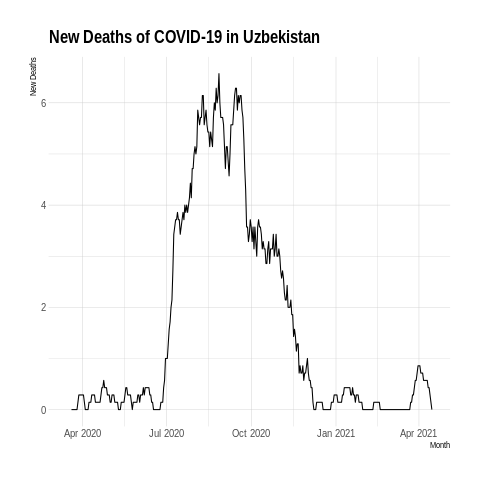 New Deaths of COVID-19 in Uzbekistan
New Deaths
6
4
2
0
Apr 2020 Jul 2020 Oct 2020 Jan 2021 Apr 2021
Month